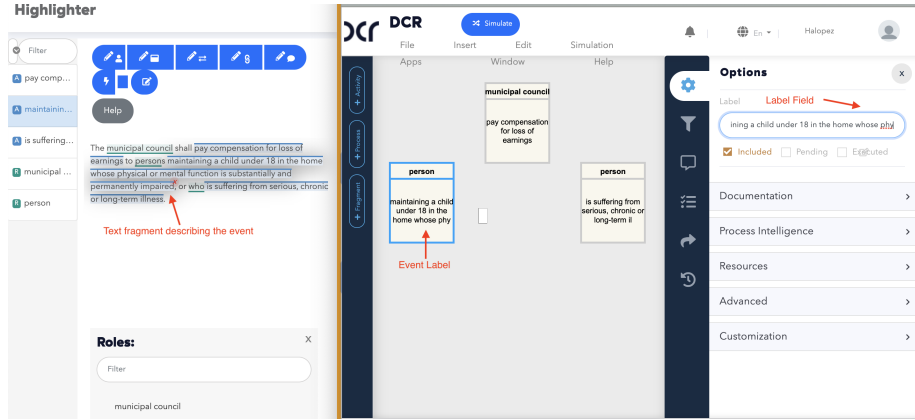 Highlighter
Filter
A pay comp...
A maintainin...
A is suffering...
R municipal ...
R person
Help
The municipal council shall pay compensation for loss of
earnings to persons maintaining a child under 18 in the home
whose physical or mental function is substantially and
permanently impaired, or who is suffering from serious, chronic
or long-term illness.
Text fragment describing the event
Roles:
X
Filter
municipal council
DCR
Simulate
En
Halopez
File
Insert
Edit
Simulation
Apps
Window
Help
+ Activity
+ Process
+ Fragment
municipal council
pay compensation
for loss of
earnings
person
maintaining a child
under 18 in the
home whose phy
Event Label
person
is suffering from
serious, chronic or
long-term il
Options
x
Label
Label Field
ining a child under 18 in the home whose phy
Included
Pending
Executed
Documentation
Process Intelligence
Resources
Advanced
Customization